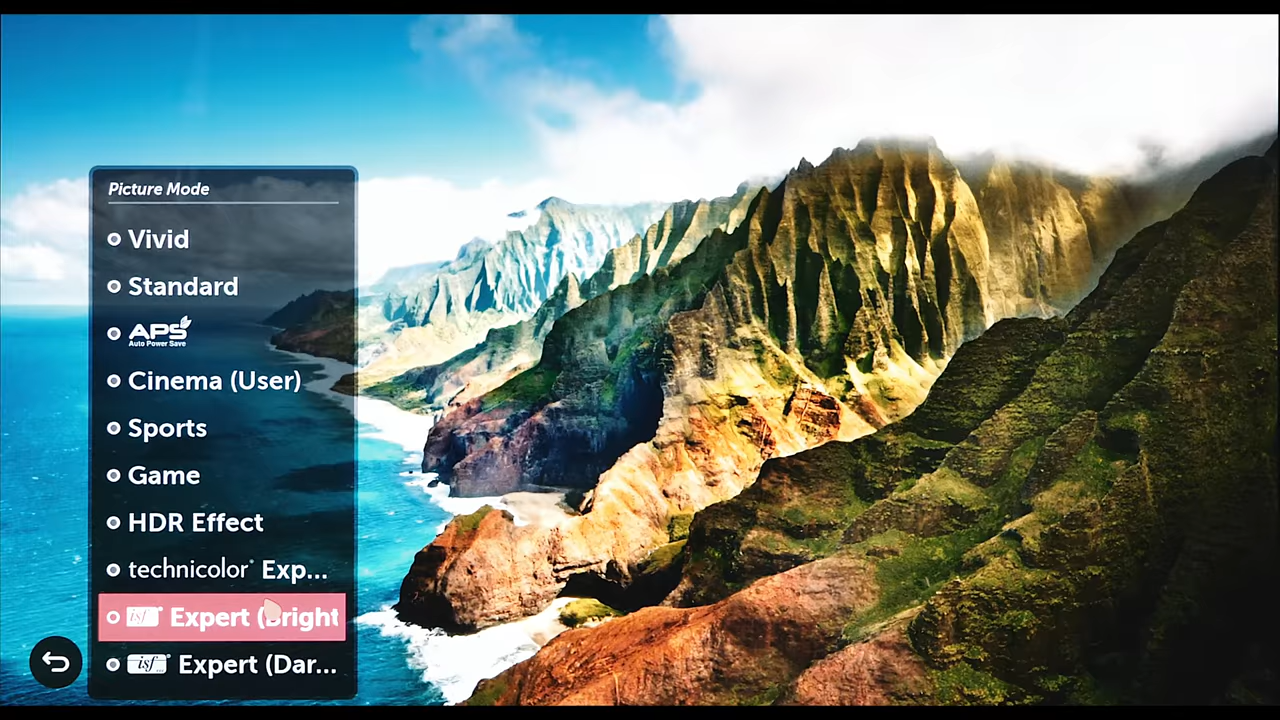 Picture Mode
Vivid
Standard
APS
Auto Power Save
Cinema (User)
Sports
Game
HDR Effect
technicolor® Exp...
isf Expert (Bright
isf Expert (Dar...